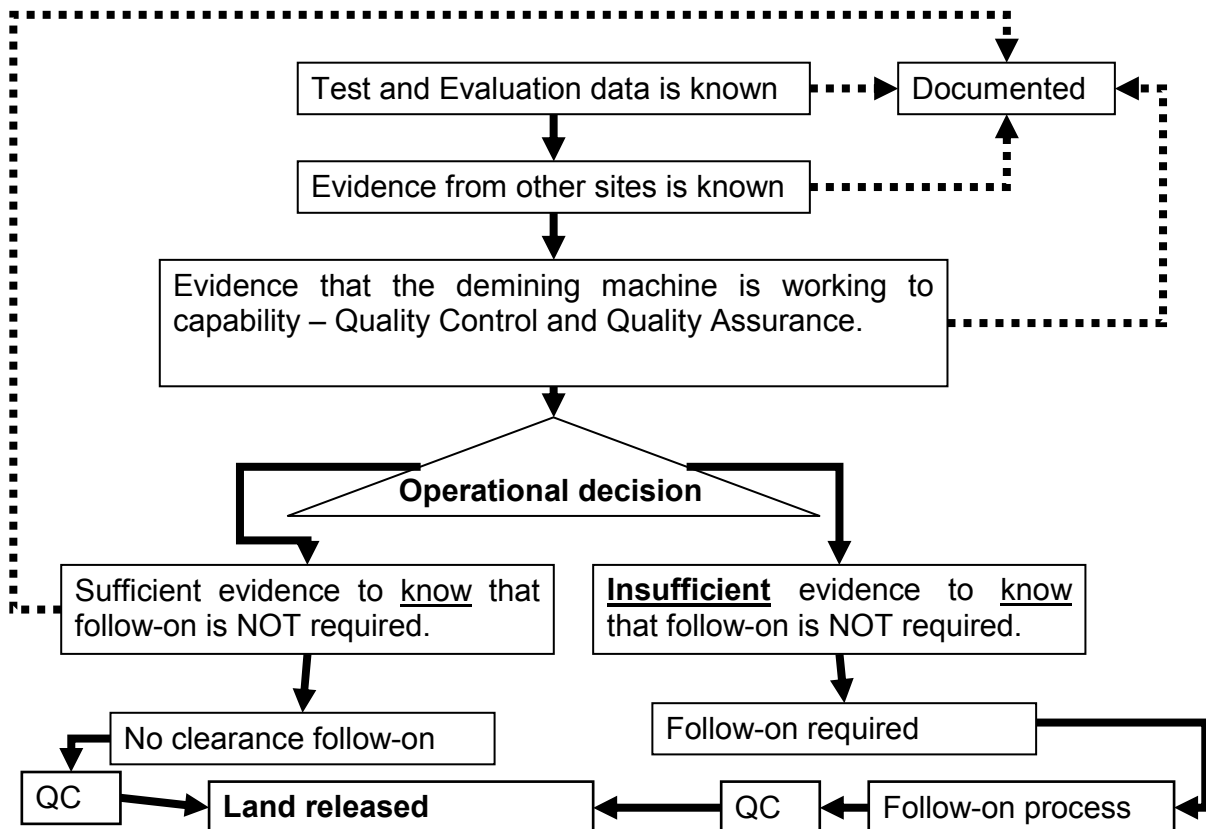 Test and Evaluation data is known
Documented
Evidence from other sites is known
Evidence that the demining machine is working to
capability – Quality Control and Quality Assurance.
Operational decision
Sufficient evidence to know that
follow-on is NOT required.
Insufficient evidence to know
that follow-on is NOT required.
No clearance follow-on
Follow-on required
QC
Land released
QC
Follow-on process